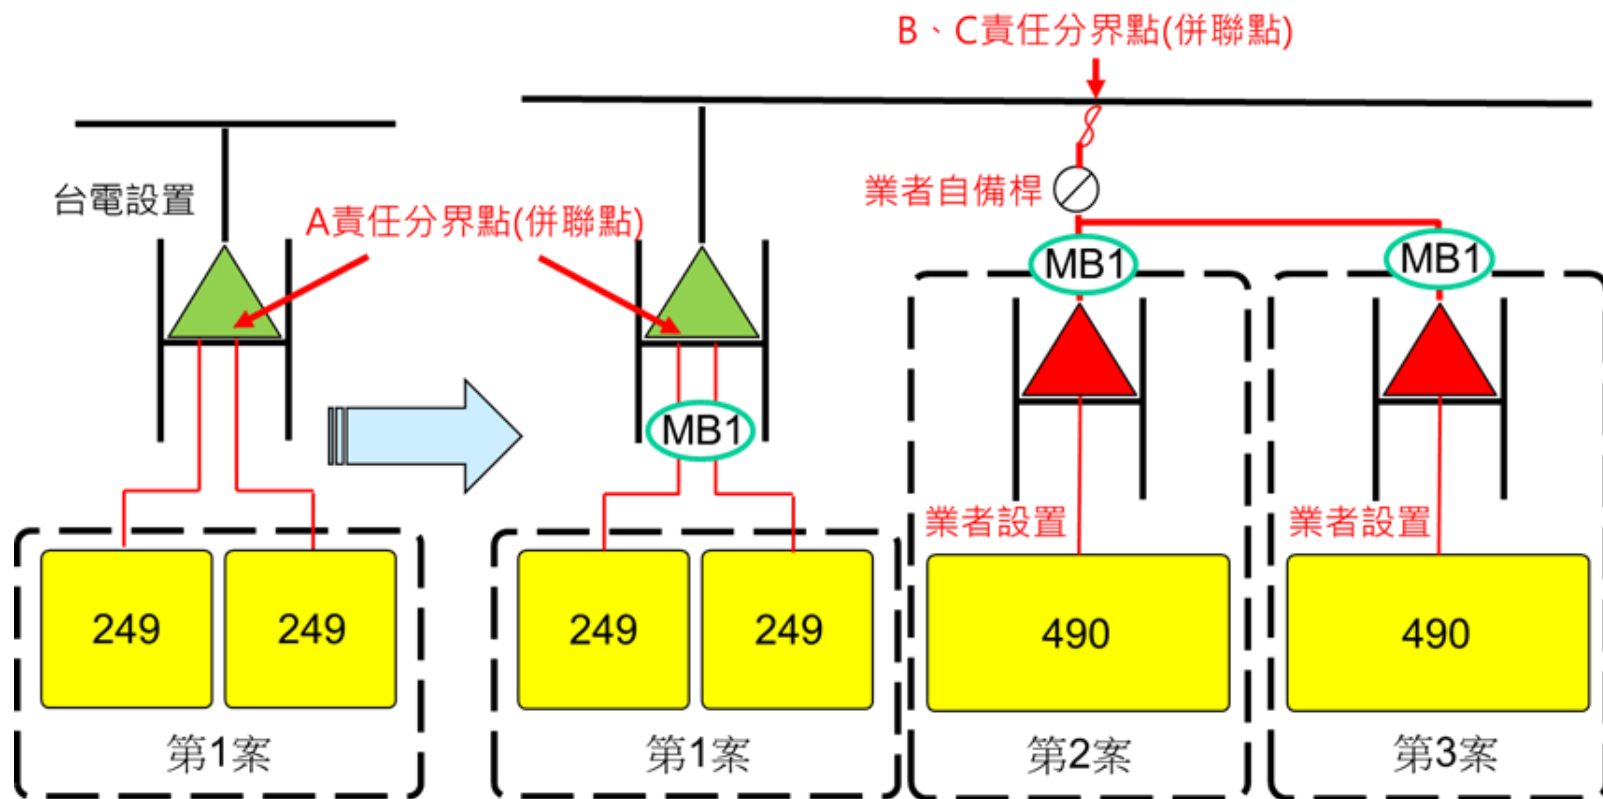 B、C責任分界點(併聯點)
台電設置
業者自備桿
A責任分界點(併聯點)
MB1
MB1
MB1
業者設置
業者設置
249
249
249
249
490
490
第1案
第1案
第2案
第3案